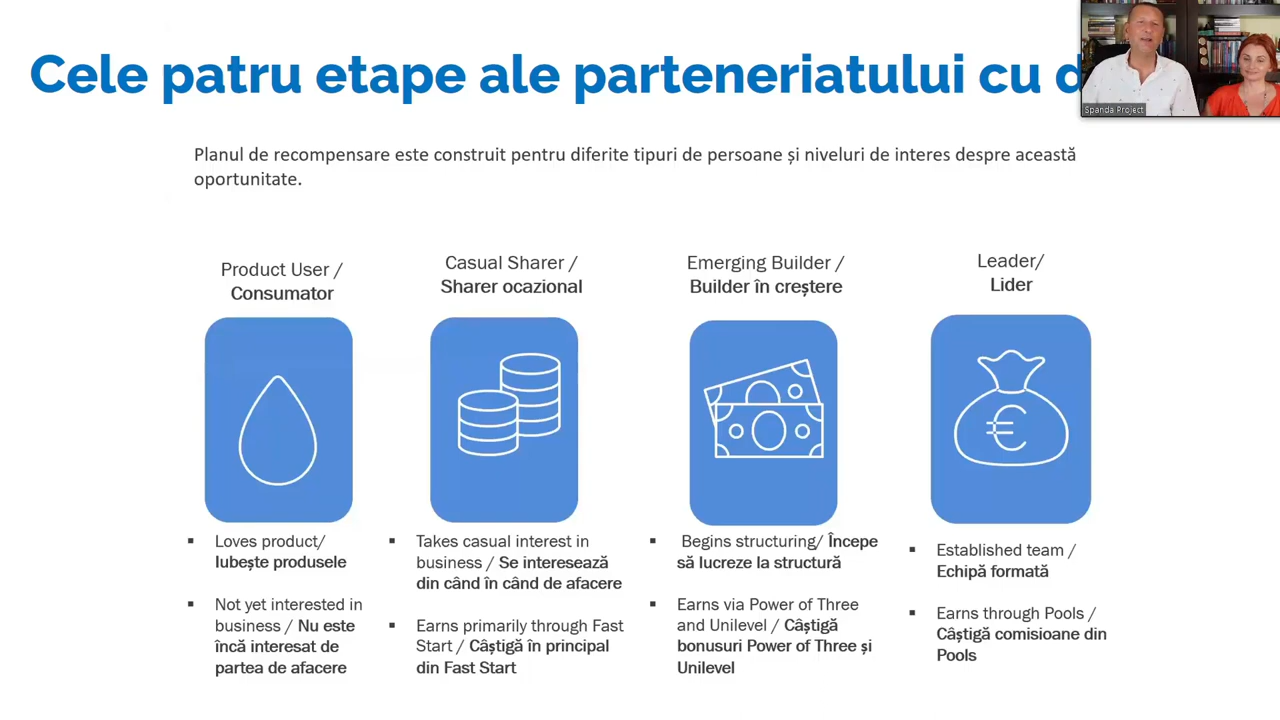 Cele patru etape ale parteneriatului cu
Spanda Project
Planul de recompensare este construit pentru diferite tipuri de persoane și niveluri de interes despre această
oportunitate.
Product User /
Consumator
Casual Sharer /
Sharer ocazional
Emerging Builder /
Builder în creștere
Leader/
Lider
€
▪ Loves product/
Iubește produsele
▪ Not yet interested in
business / Nu este
încă interesat de
partea de afacere
▪ Takes casual interest in
business / Se interesează
din când în când de afacere
▪ Earns primarily through Fast
Start / Câștigă în principal
din Fast Start
▪ Begins structuring/ Începe
să lucreze la structură
▪ Earns via Power of Three
and Unilevel / Câștigă
bonusuri Power of Three și
Unilevel
▪ Established team /
Echipă formată
▪ Earns through Pools /
Câștigă comisioane din
Pools